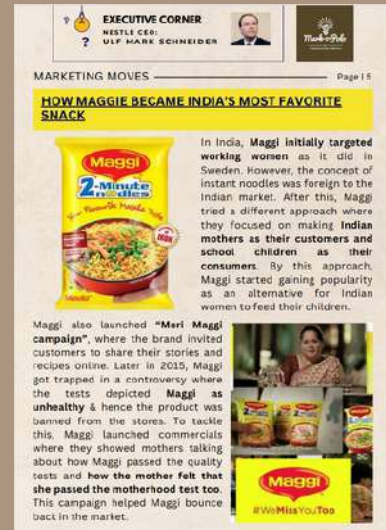 EXECUTIVE CORNER
NESTLE CEO:
ULF MARK SCHNEIDER
?
?
MARKETING MOVES
Page | 5
HOW MAGGIE BECAME INDIA'S MOST FAVORITE
SNACK
Maggi
2-Minute
noodles
Your Favourite Masala Taste
IRON
In India, Maggi initially targeted
working women as it did in
Sweden. However, the concept of
instant noodles was foreign to the
Indian market. After this, Maggi
tried a different approach where
they focused on making Indian
mothers as their customers and
school children as their
consumers. By this approach,
Maggi started gaining popularity
as an alternative for Indian
women to feed their children.
Maggi also launched "Meri Maggi
campaign", where the brand invited
customers to share their stories and
recipes online. Later in 2015, Maggi
got trapped in a controversy where
the tests depicted Maggi as
unhealthy & hence the product was
banned from the stores. To tackle
this, Maggi launched commercials
where they showed mothers talking
about how Maggi passed the quality
tests and how the mother felt that
she passed the motherhood test too.
This campaign helped Maggi bounce
back in the market.
Maggi
#WeMissYouToo